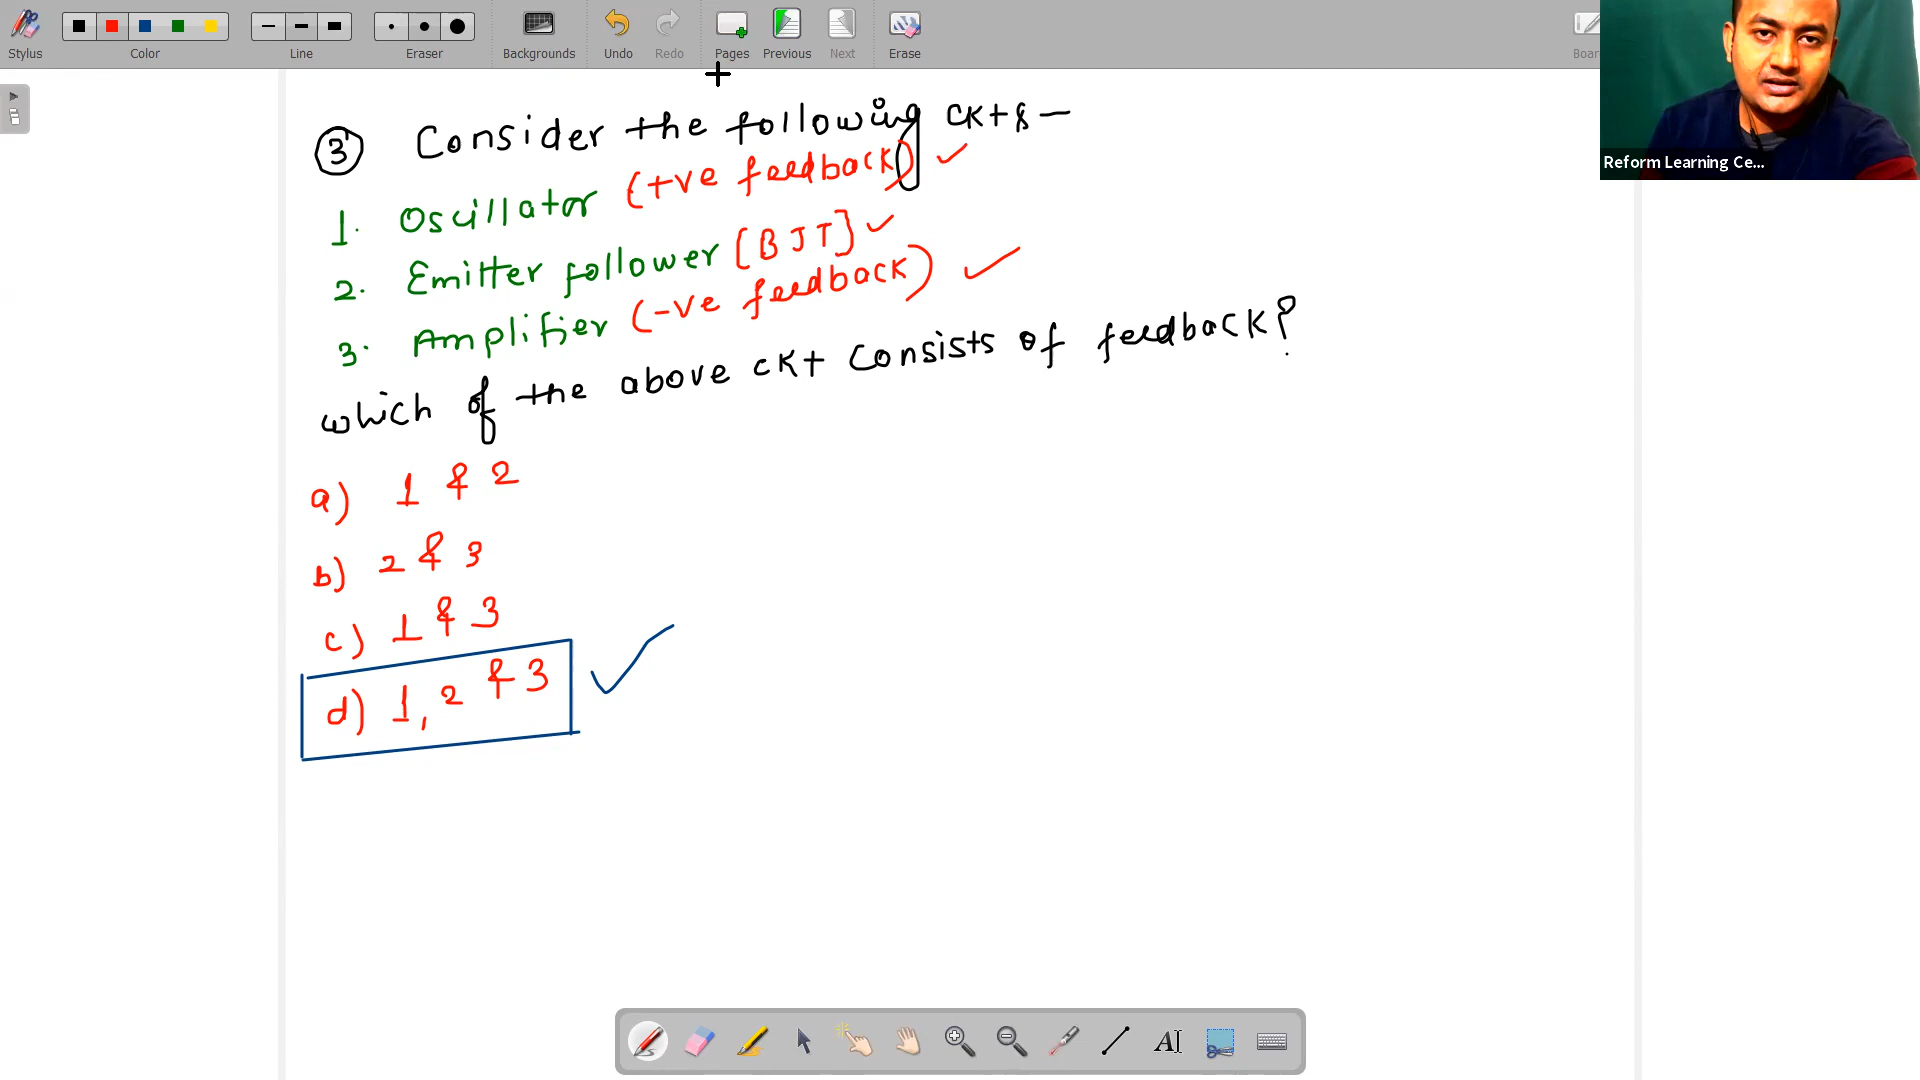 Stylus
Color
Line
Eraser
Backgrounds
Undo
Redo
Pages
Previous
Next
Erase
Boar
Reform Learning Ce...
3 Consider the following ckts —
1. Oscillator (+ve feedback) ✓
2. Emitter follower [BJT] ✓
3. Amplifier (-ve feedback) ✓
which of the above ckt consists of feedback?
a) 1 & 2
b) 2 & 3
c) 1 & 3
d) 1, 2 & 3 ✓